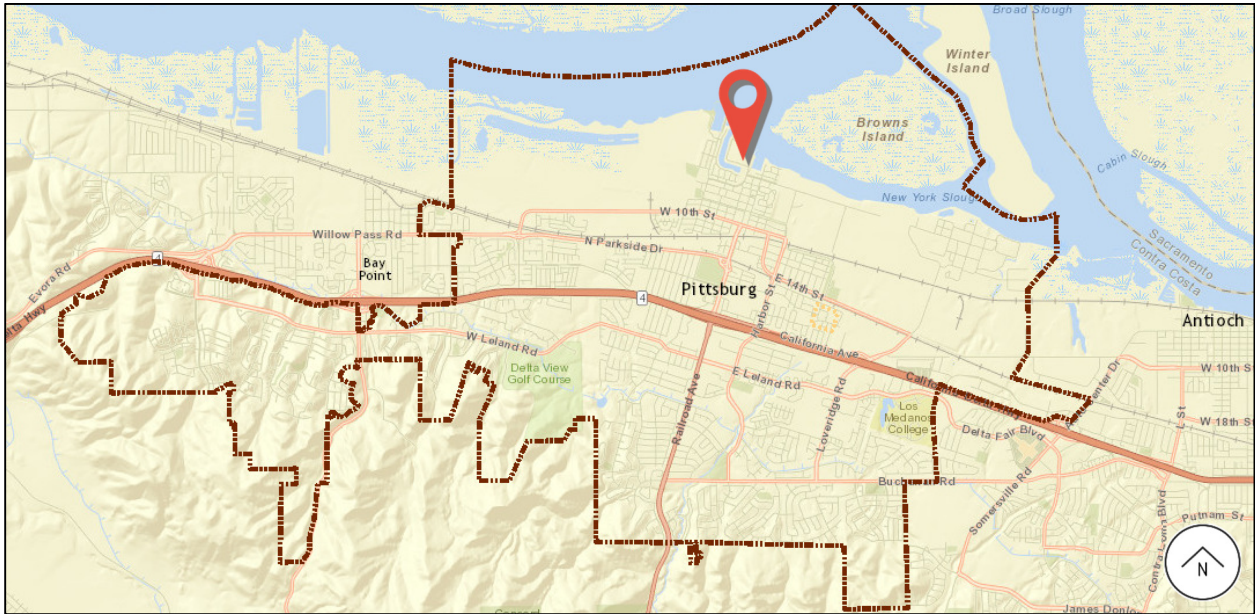 Broad Slough
Winter
Island
Browns
Island
Cabin Slough
New York Slough
Sacramento
Contra Costa
W 10th St
Willow Pass Rd
N Parkside Dr
Bay
Point
Evora Rd
4
Pittsburg
Harbor St
E 14th St
4
Antioch
California Ave
W Leland Rd
Delta View
Golf Course
E Leland Rd
Railroad Ave
Loveridge Rd
W 10th St
Los
Medanos
College
L St
W 18th St
Delta Fair Blvd
Buchanan Rd
Somersville Rd
Putnam St
Contra Loma Blvd
N
James Donlon